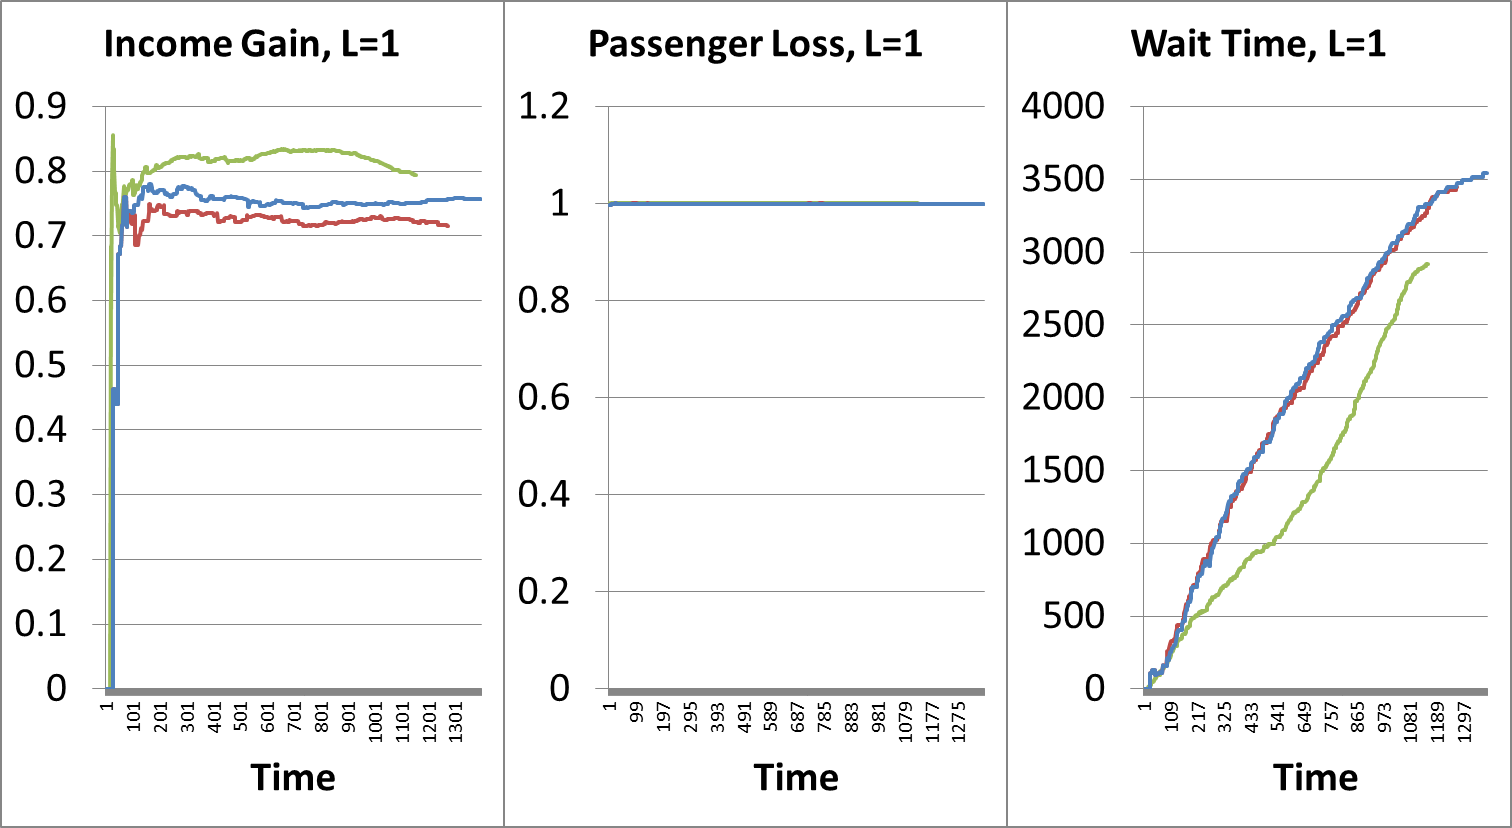 Income Gain, L=1
0.9
0.8
0.7
0.6
0.5
0.4
0.3
0.2
0.1
0
1 101 201 301 401 501 601 701 801 901 1001 1101 1201 1301
Time
Passenger Loss, L=1
1.2
1
0.8
0.6
0.4
0.2
0
1 99 197 295 393 491 589 687 785 883 981 1079 1177 1275
Time
Wait Time, L=1
4000
3500
3000
2500
2000
1500
1000
500
0
1 109 217 325 433 541 649 757 865 973 1081 1189 1297
Time